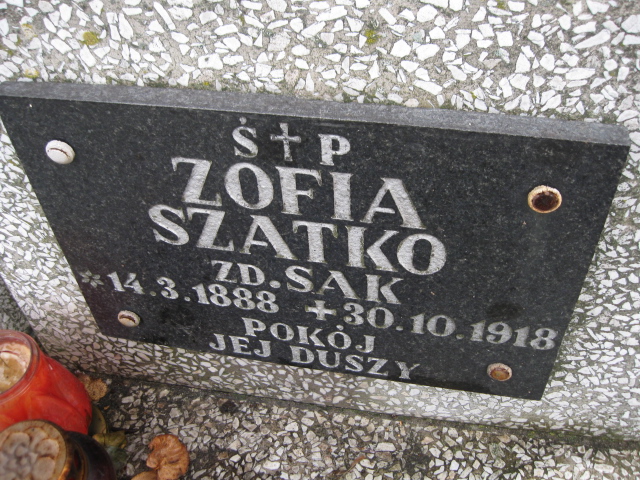 Ś✝P
ZOFIA
SZATKO
ZD. SAK
*14.3.1888 +30.10.1918
POKÓJ
JEJ DUSZY